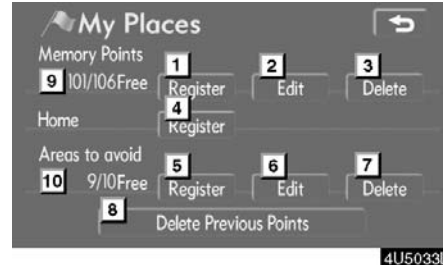 My Places
Memory Points
1 2 3
9 101/106Free Register Edit Delete
4
Home Register
Areas to avoid
5 6 7
10 9/10Free Register Edit Delete
8
Delete Previous Points
4U5033